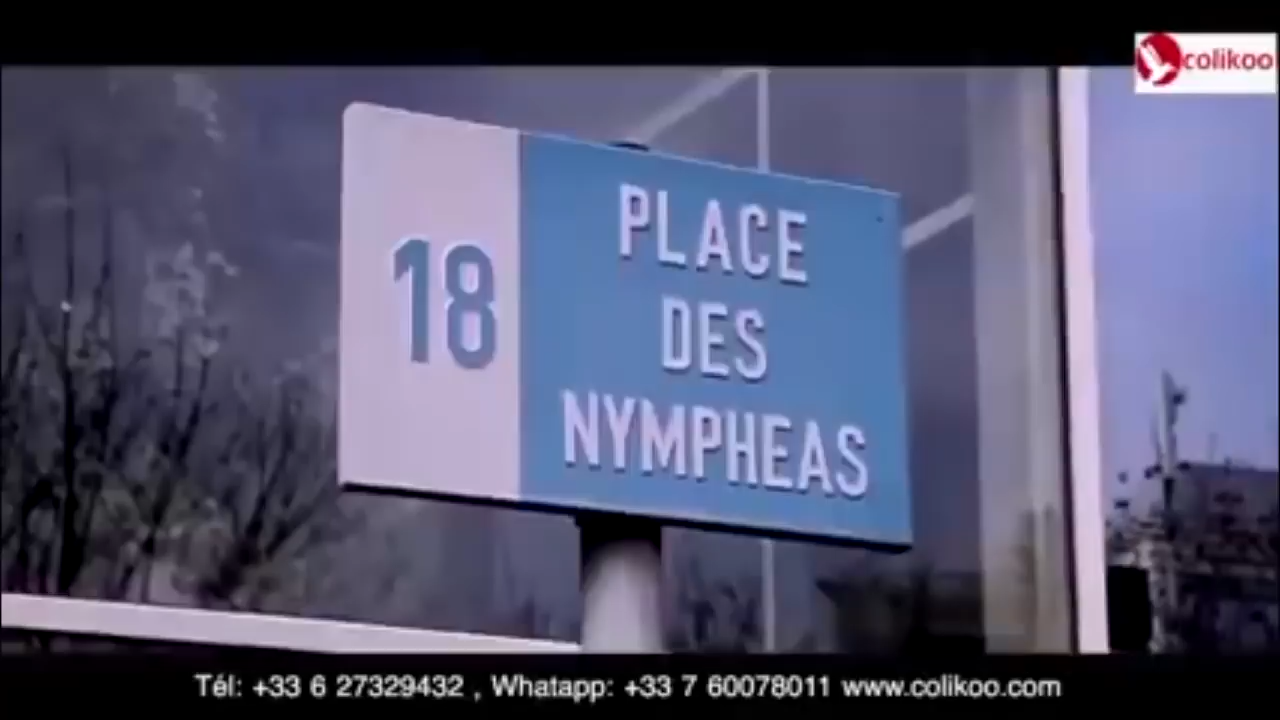 colikoo
18
PLACE
DES
NYMPHEAS
Tél: +33 6 27329432 , Whatapp: +33 7 60078011 www.colikoo.com